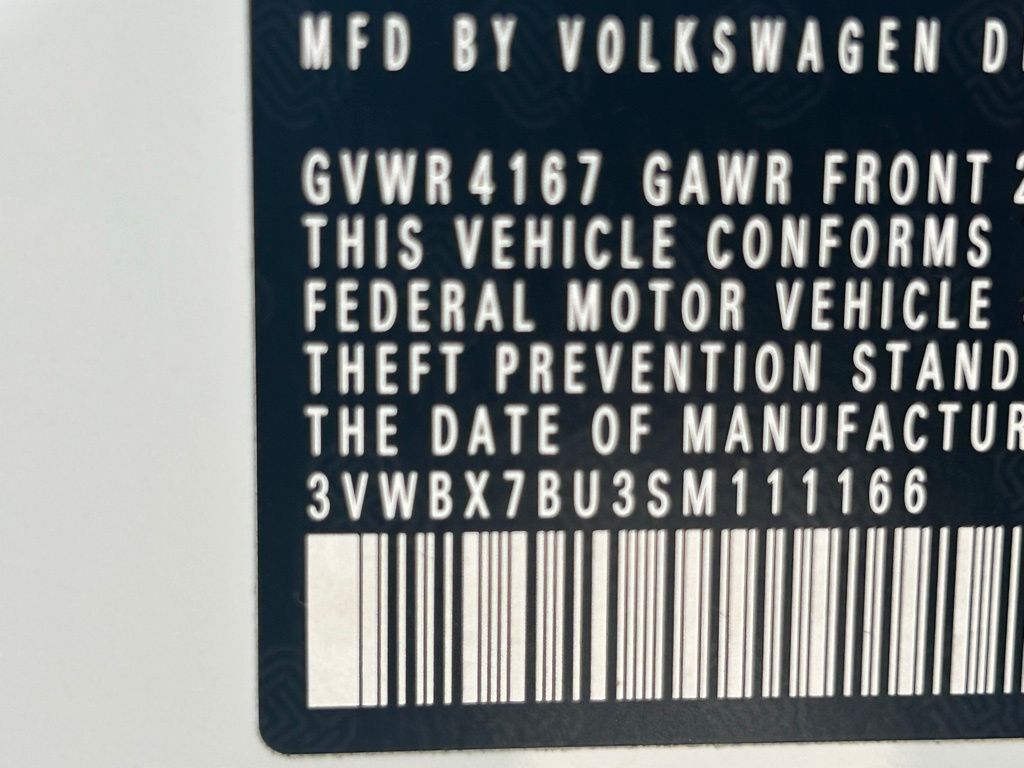 MFD BY VOLKSWAGEN D
GVWR 4167 GAWR FRONT 2
THIS VEHICLE CONFORMS
FEDERAL MOTOR VEHICLE
THEFT PREVENTION STAND
THE DATE OF MANUFACTUR
3VWBX7BU3SM111166